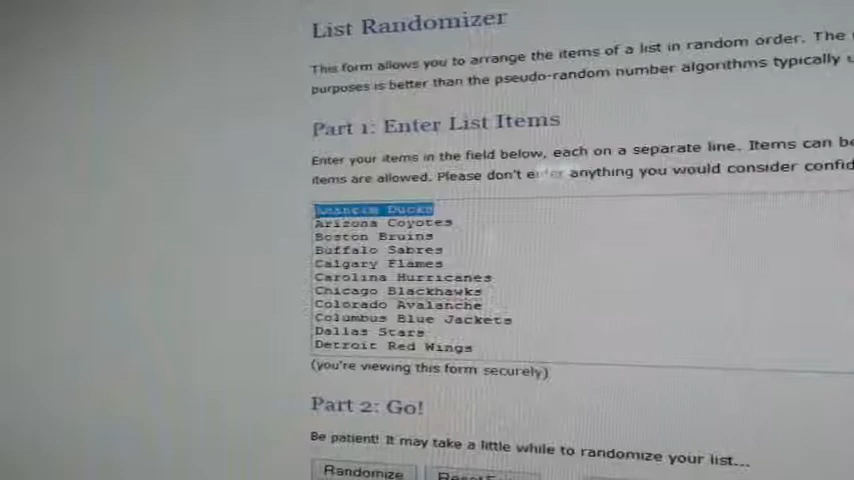 List Randomizer
This form allows you to arrange the items of a list in random order. The
purposes is better than the pseudo-random number algorithms typically
Part 1: Enter List Items
Enter your items in the field below, each on a separate line. Items can be
items are allowed. Please don't enter anything you would consider confid
Anaheim Ducks
Arizona Coyotes
Boston Bruins
Buffalo Sabres
Calgary Flames
Carolina Hurricanes
Chicago Blackhawks
Colorado Avalanche
Columbus Blue Jackets
Dallas Stars
Detroit Red Wings
(you're viewing this form securely)
Part 2: Go!
Be patient! It may take a little while to randomize your list...
Randomize